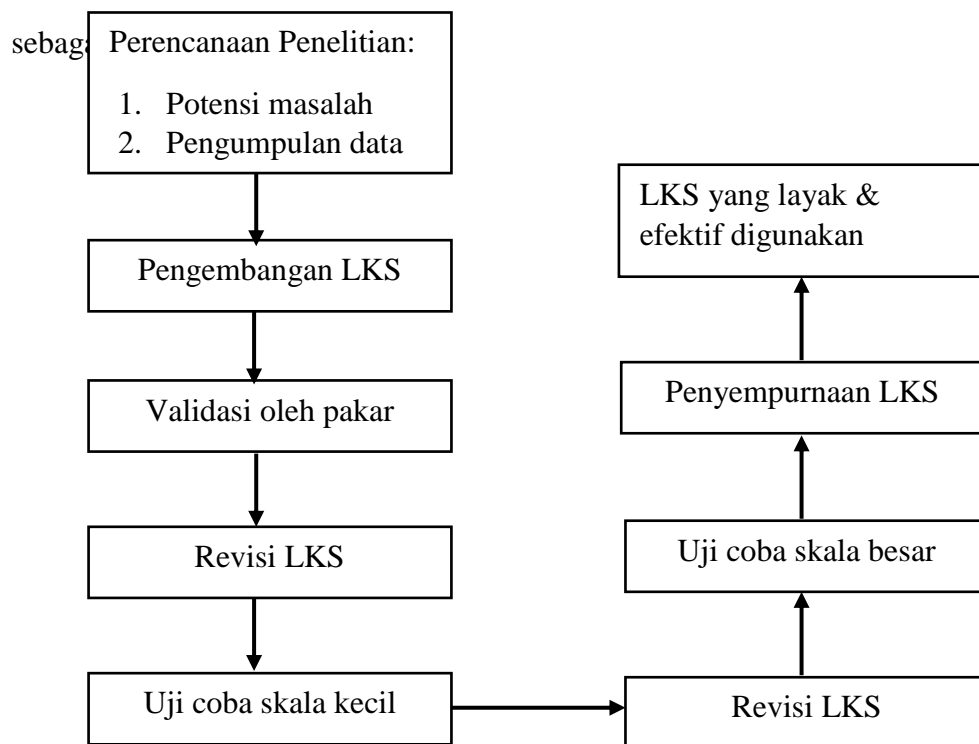 Perencanaan Penelitian:
1. Potensi masalah
2. Pengumpulan data
Pengembangan LKS
Validasi oleh pakar
Revisi LKS
Uji coba skala kecil
Revisi LKS
Uji coba skala besar
Penyempurnaan LKS
LKS yang layak &
efektif digunakan